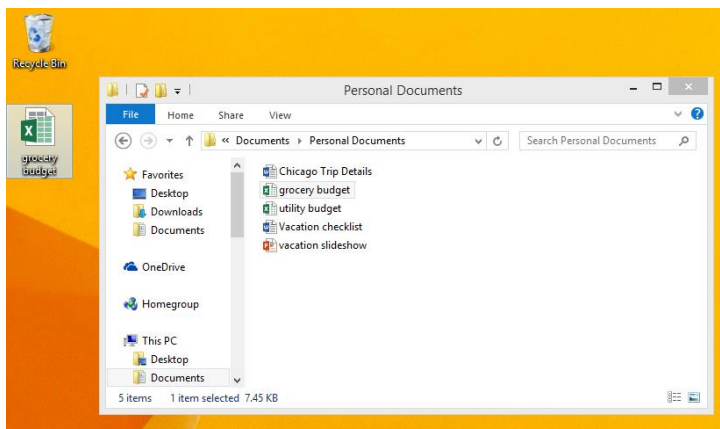 Recycle Bin
grocery
budget
Personal Documents
File Home Share View
« Documents Personal Documents Search Personal Documents
Favorites
Desktop
Downloads
Documents
OneDrive
Homegroup
This PC
Desktop
Documents
Chicago Trip Details
grocery budget
utility budget
Vacation checklist
vacation slideshow
5 items 1 item selected 7.45 KB